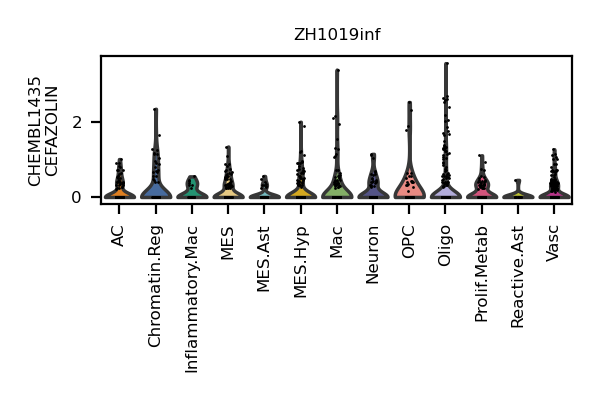 ZH1019inf
CHEMBL1435
CEFAZOLIN
2
0
AC
Chromatin.Reg
Inflammatory.Mac
MES
MES.Ast
MES.Hyp
Mac
Neuron
OPC
Oligo
Prolif.Metab
Reactive.Ast
Vasc